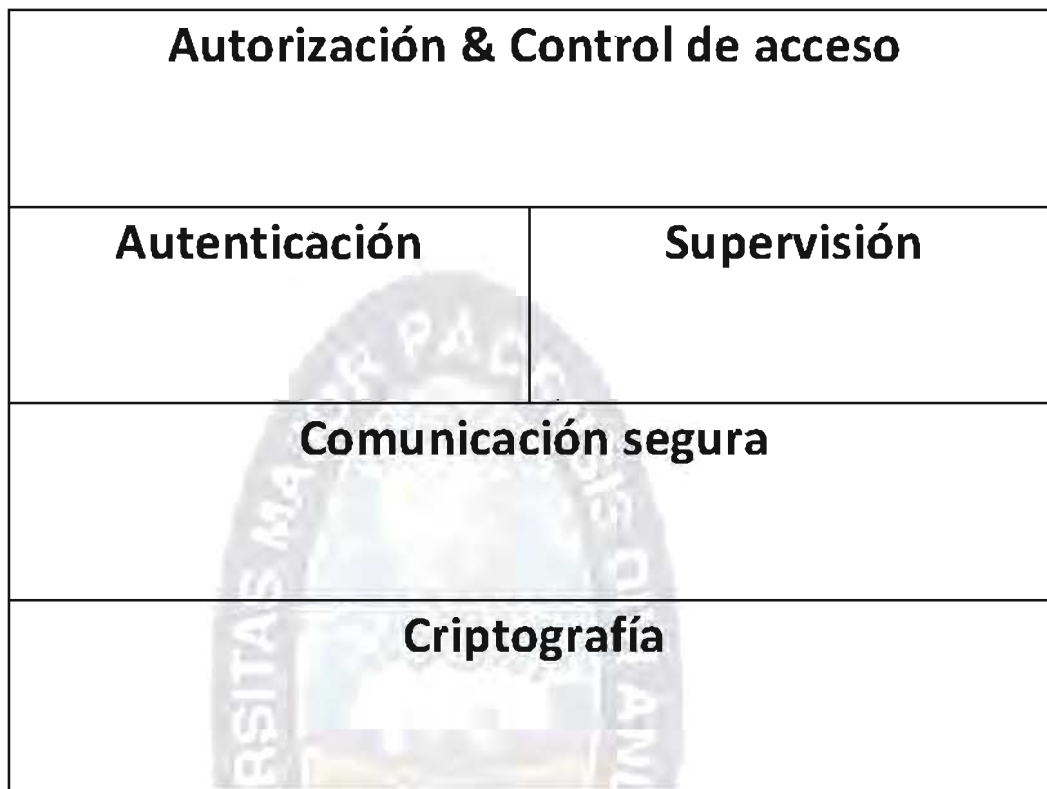 Autorización & Control de acceso
Autenticación
Supervisión
Comunicación segura
Criptografía